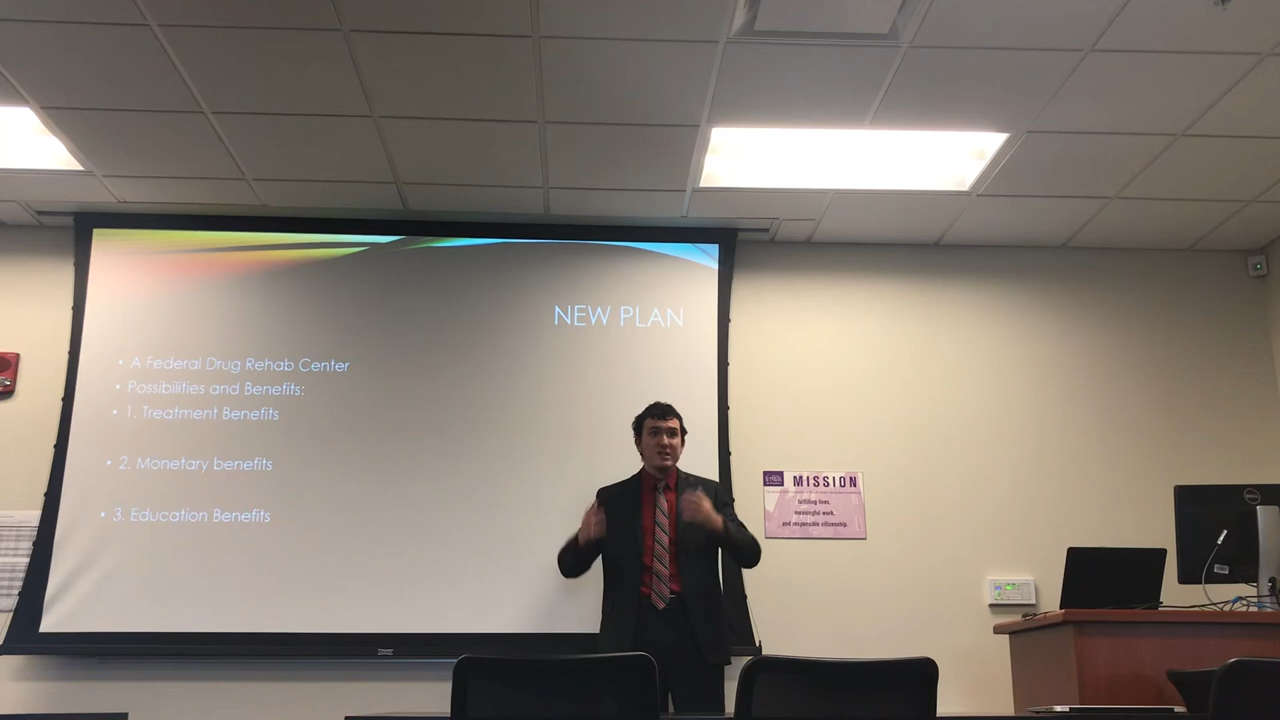 NEW PLAN
• A Federal Drug Rehab Center
• Possibilities and Benefits:
• 1. Treatment Benefits
• 2. Monetary benefits
• 3. Education Benefits
MISSION
fulfilling lives,
meaningful work,
and responsible citizenship.
DELL